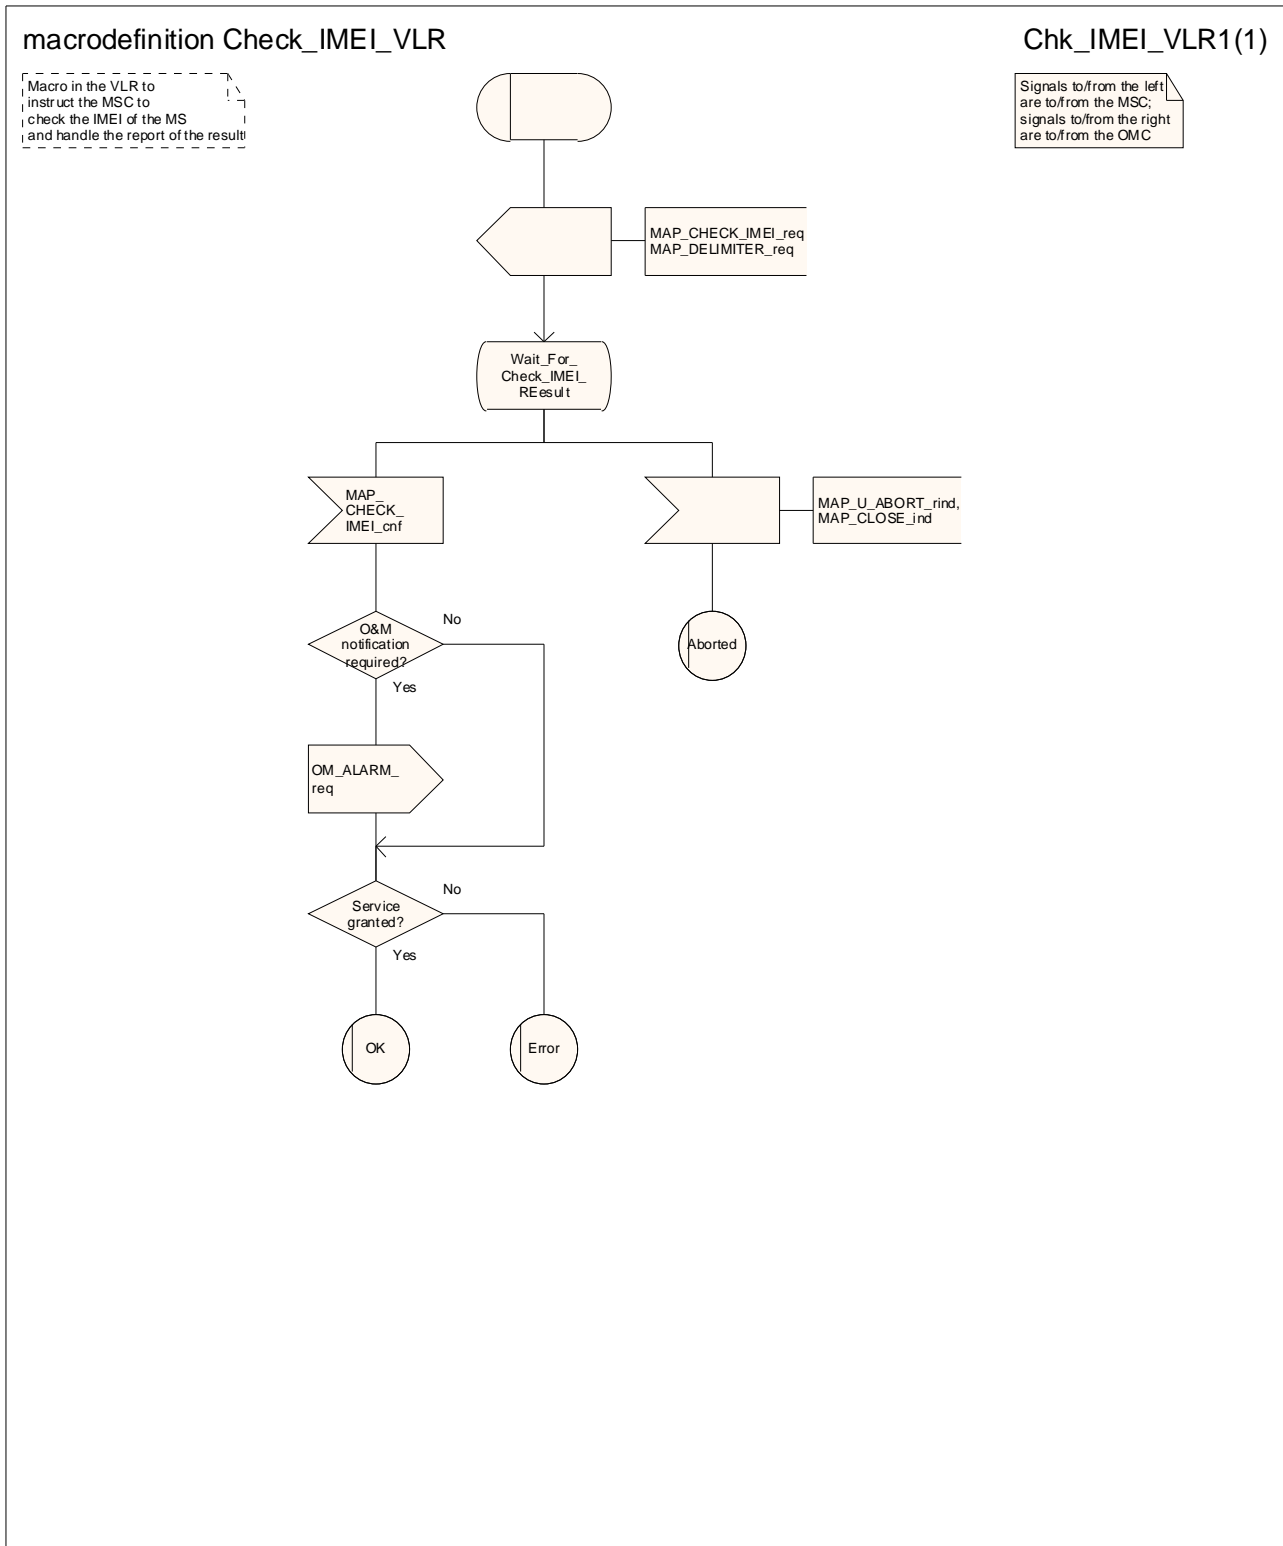 macrodefinition Check_IMEI_VLR
Chk_IMEI_VLR1(1)
Macro in the VLR to
instruct the MSC to
check the IMEI of the MS
and handle the report of the result
Signals to/from the left
are to/from the MSC;
signals to/from the right
are to/from the OMC
MAP_CHECK_IMEI_req
MAP_DELIMITER_req
Wait_For_
Check_IMEI_
REesult
MAP_
CHECK_
IMEI_cnf
MAP_U_ABORT_rind,
MAP_CLOSE_ind
O&M
notification
required?
No
Yes
Aborted
OM_ALARM_
req
Service
granted?
No
Yes
OK
Error